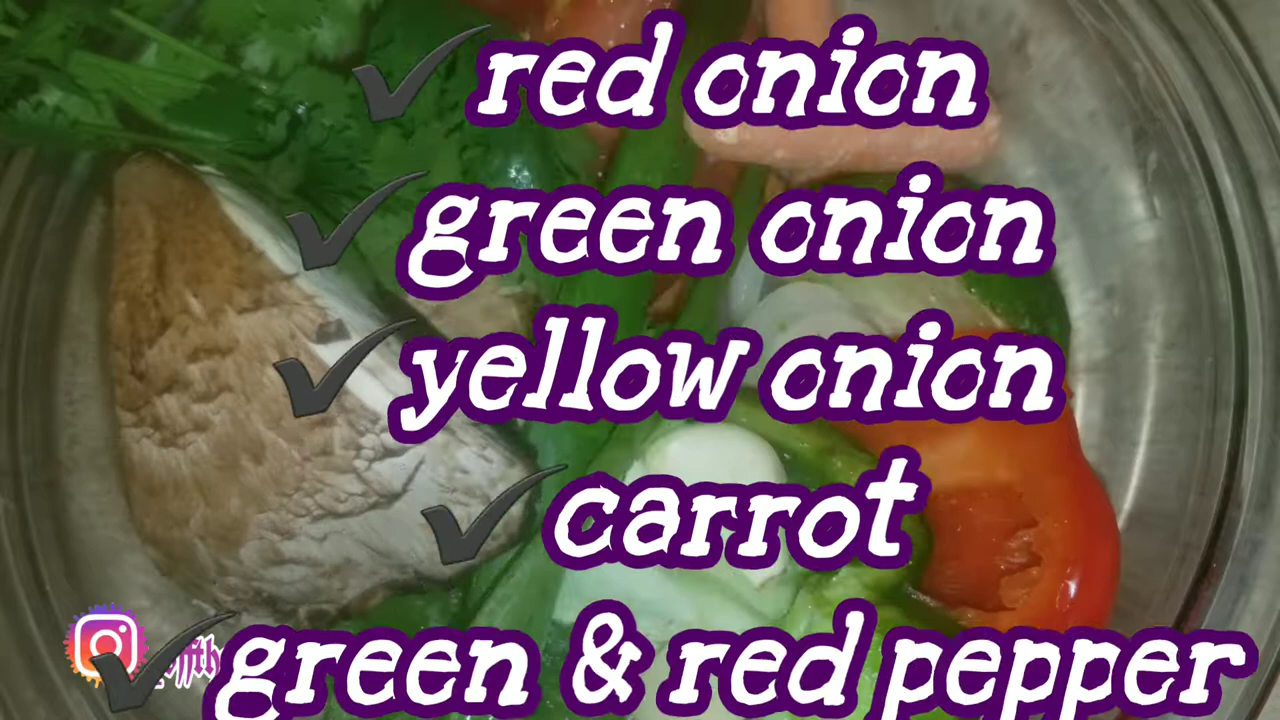 ✔red onion
✔green onion
✔yellow onion
✔carrot
✔green & red pepper